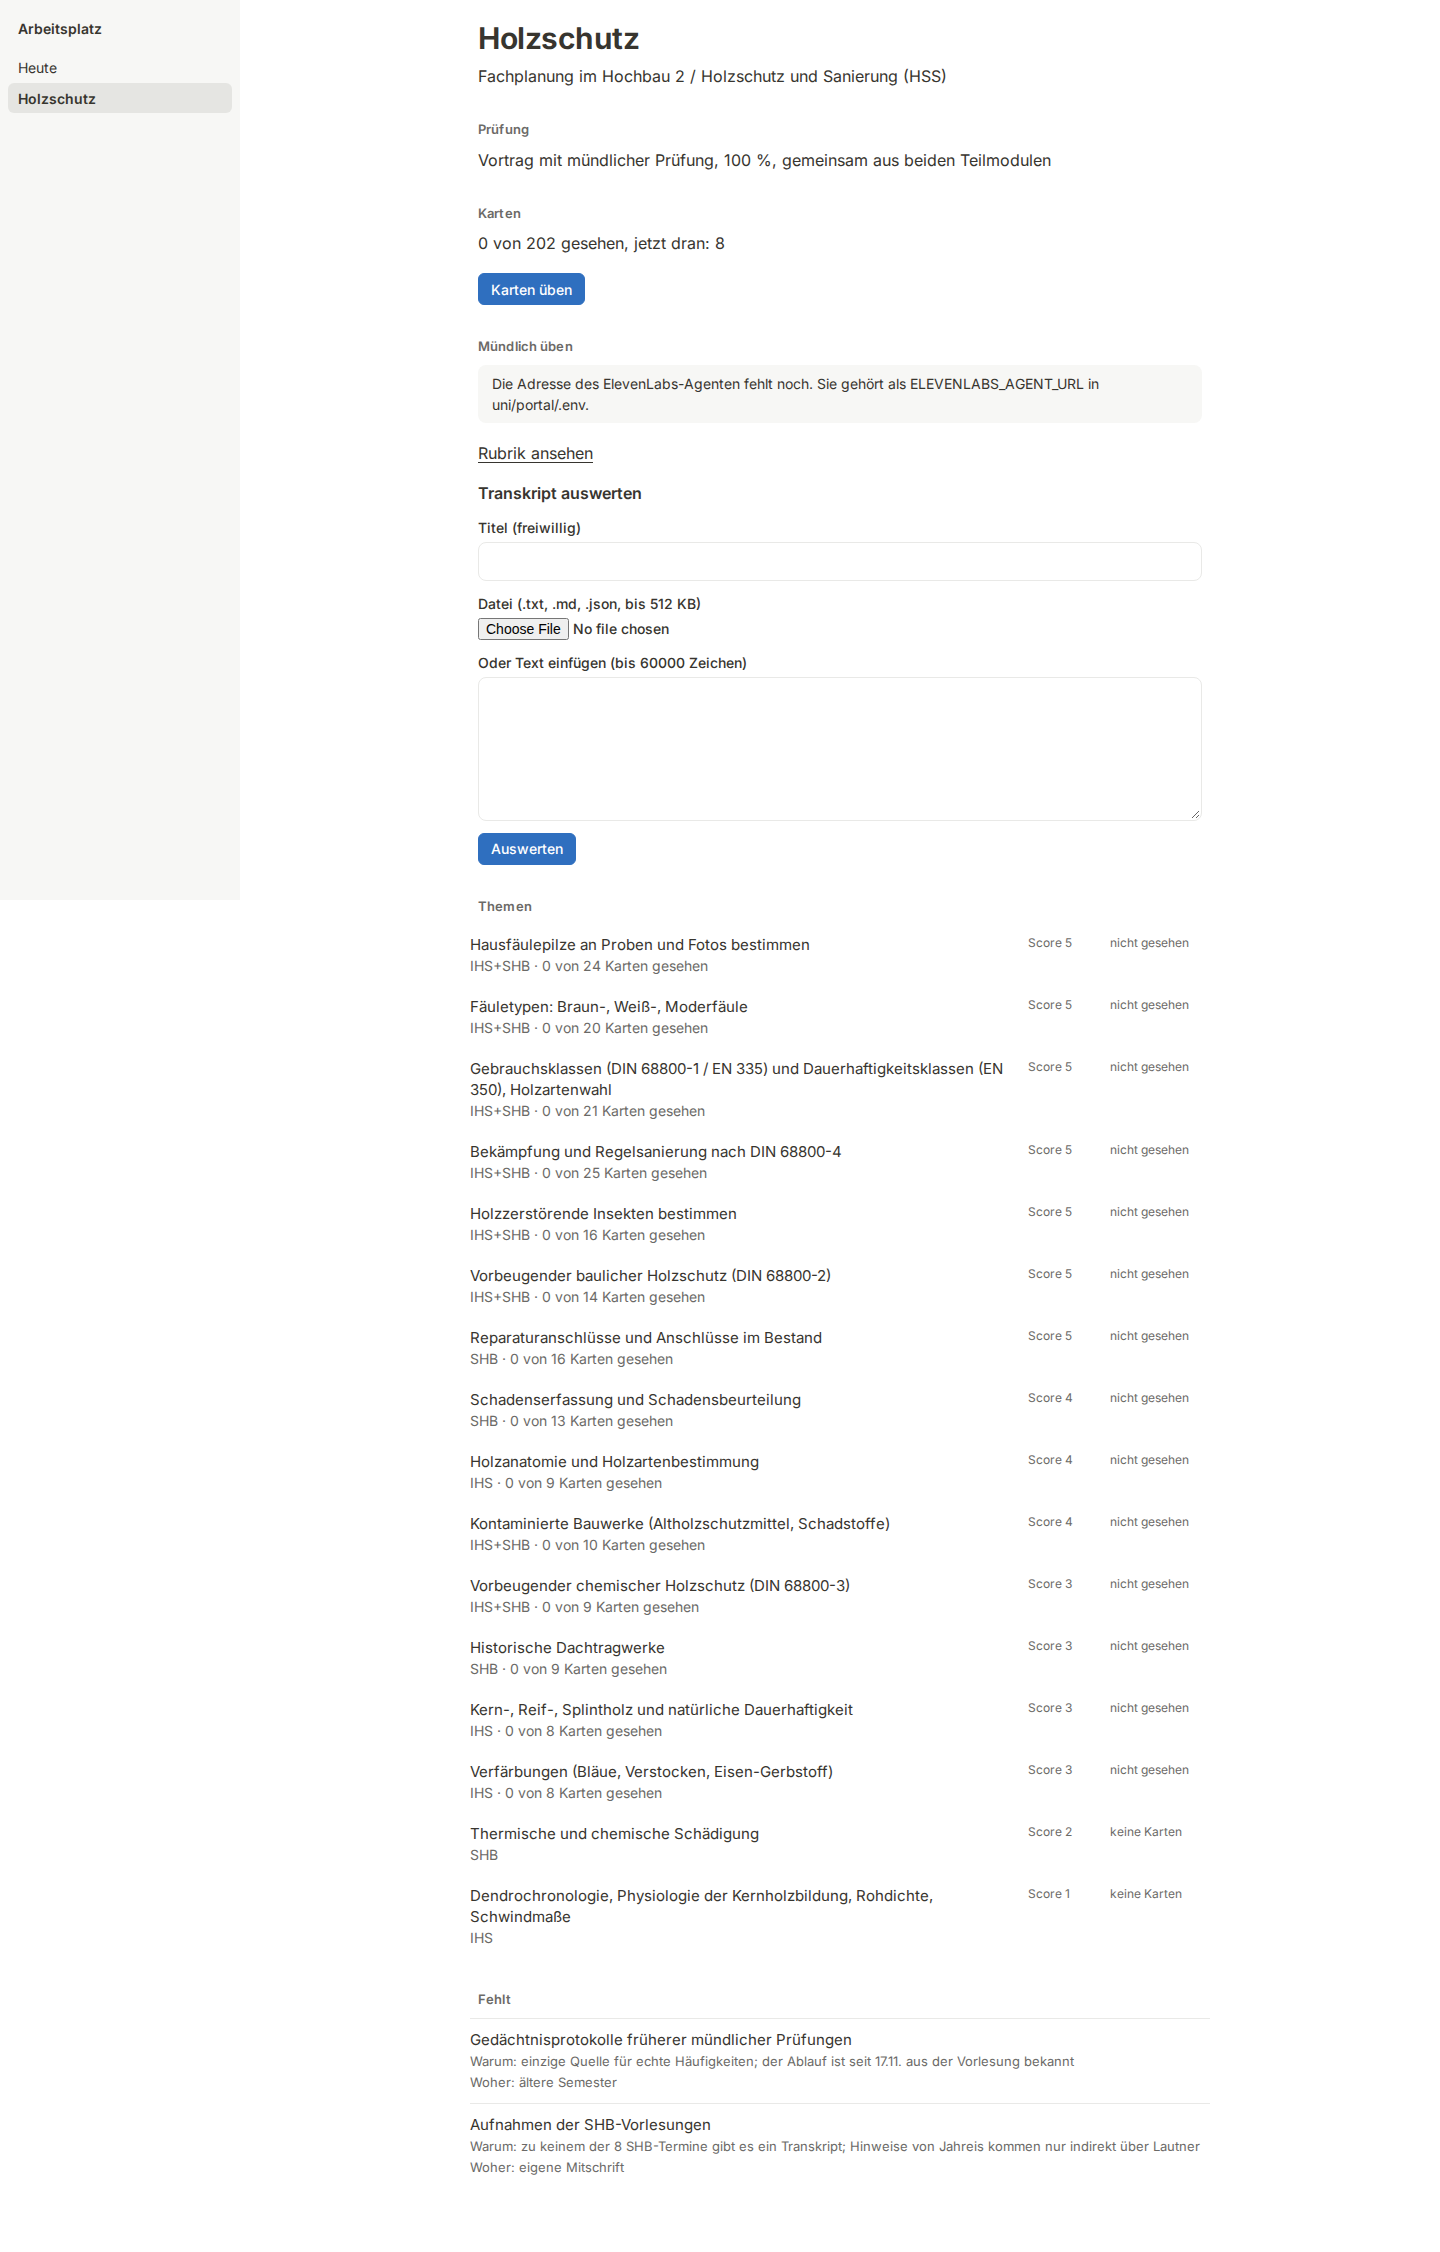 Arbeitsplatz
Heute
Holzschutz
Holzschutz
Fachplanung im Hochbau 2 / Holzschutz und Sanierung (HSS)
Prüfung
Vortrag mit mündlicher Prüfung, 100 %, gemeinsam aus beiden Teilmodulen
Karten
0 von 202 gesehen, jetzt dran: 8
Karten üben
Mündlich üben
Die Adresse des ElevenLabs-Agenten fehlt noch. Sie gehört als ELEVENLABS_AGENT_URL in
uni/portal/.env.
Rubrik ansehen
Transkript auswerten
Titel (freiwillig)
Datei (.txt, .md, .json, bis 512 KB)
Choose File No file chosen
Oder Text einfügen (bis 60000 Zeichen)
Auswerten
Themen
Hausfäulepilze an Proben und Fotos bestimmen Score 5 nicht gesehen
IHS+SHB · 0 von 24 Karten gesehen
Fäuletypen: Braun-, Weiß-, Moderfäule Score 5 nicht gesehen
IHS+SHB · 0 von 20 Karten gesehen
Gebrauchsklassen (DIN 68800-1 / EN 335) und Dauerhaftigkeitsklassen (EN Score 5 nicht gesehen
350), Holzartenwahl
IHS+SHB · 0 von 21 Karten gesehen
Bekämpfung und Regelsanierung nach DIN 68800-4 Score 5 nicht gesehen
IHS+SHB · 0 von 25 Karten gesehen
Holzzerstörende Insekten bestimmen Score 5 nicht gesehen
IHS+SHB · 0 von 16 Karten gesehen
Vorbeugender baulicher Holzschutz (DIN 68800-2) Score 5 nicht gesehen
IHS+SHB · 0 von 14 Karten gesehen
Reparaturanschlüsse und Anschlüsse im Bestand Score 5 nicht gesehen
SHB · 0 von 16 Karten gesehen
Schadenserfassung und Schadensbeurteilung Score 4 nicht gesehen
SHB · 0 von 13 Karten gesehen
Holzanatomie und Holzartenbestimmung Score 4 nicht gesehen
IHS · 0 von 9 Karten gesehen
Kontaminierte Bauwerke (Altholzschutzmittel, Schadstoffe) Score 4 nicht gesehen
IHS+SHB · 0 von 10 Karten gesehen
Vorbeugender chemischer Holzschutz (DIN 68800-3) Score 3 nicht gesehen
IHS+SHB · 0 von 9 Karten gesehen
Historische Dachtragwerke Score 3 nicht gesehen
SHB · 0 von 9 Karten gesehen
Kern-, Reif-, Splintholz und natürliche Dauerhaftigkeit Score 3 nicht gesehen
IHS · 0 von 8 Karten gesehen
Verfärbungen (Bläue, Verstocken, Eisen-Gerbstoff) Score 3 nicht gesehen
IHS · 0 von 8 Karten gesehen
Thermische und chemische Schädigung Score 2 keine Karten
SHB
Dendrochronologie, Physiologie der Kernholzbildung, Rohdichte, Score 1 keine Karten
Schwindmaße
IHS
Fehlt
Gedächtnisprotokolle früherer mündlicher Prüfungen
Warum: einzige Quelle für echte Häufigkeiten; der Ablauf ist seit 17.11. aus der Vorlesung bekannt
Woher: ältere Semester
Aufnahmen der SHB-Vorlesungen
Warum: zu keinem der 8 SHB-Termine gibt es ein Transkript; Hinweise von Jahreis kommen nur indirekt über Lautner
Woher: eigene Mitschrift